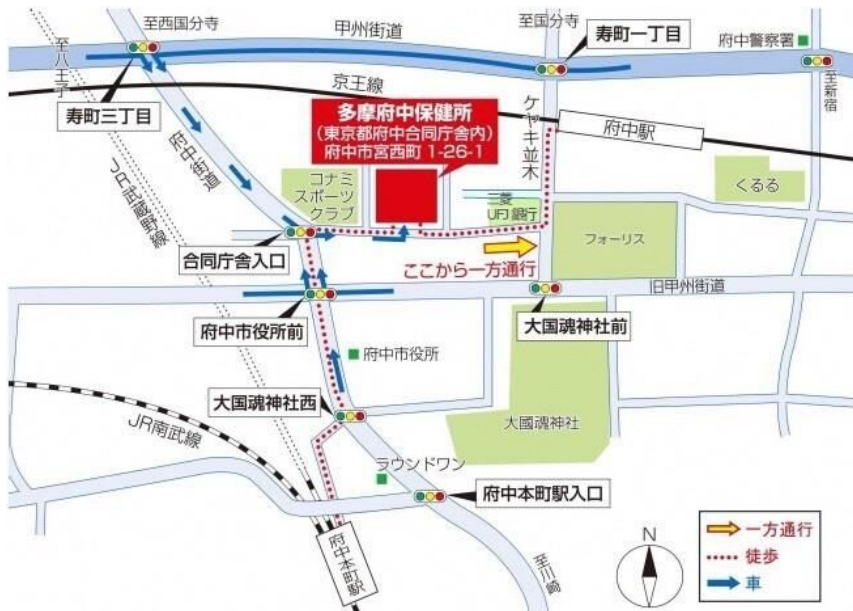 至西国分寺
甲州街道
至国分寺
寿町一丁目
府中警察署
至八王子
至新宿
寿町三丁目
京王線
多摩府中保健所
(東京都府中合同庁舎内)
府中市宮西町 1-26-1
ケヤキ並木
府中駅
府中街道
JR武蔵野線
コナミ
スポーツ
クラブ
三菱
UFJ銀行
くるる
フォーリス
合同庁舎入口
ここから一方通行
旧甲州街道
府中市役所前
大国魂神社前
府中市役所
大国魂神社西
大國魂神社
JR南武線
ラウンドワン
府中本町駅入口
府中本町駅
至川崎
N
一方通行
徒歩
車